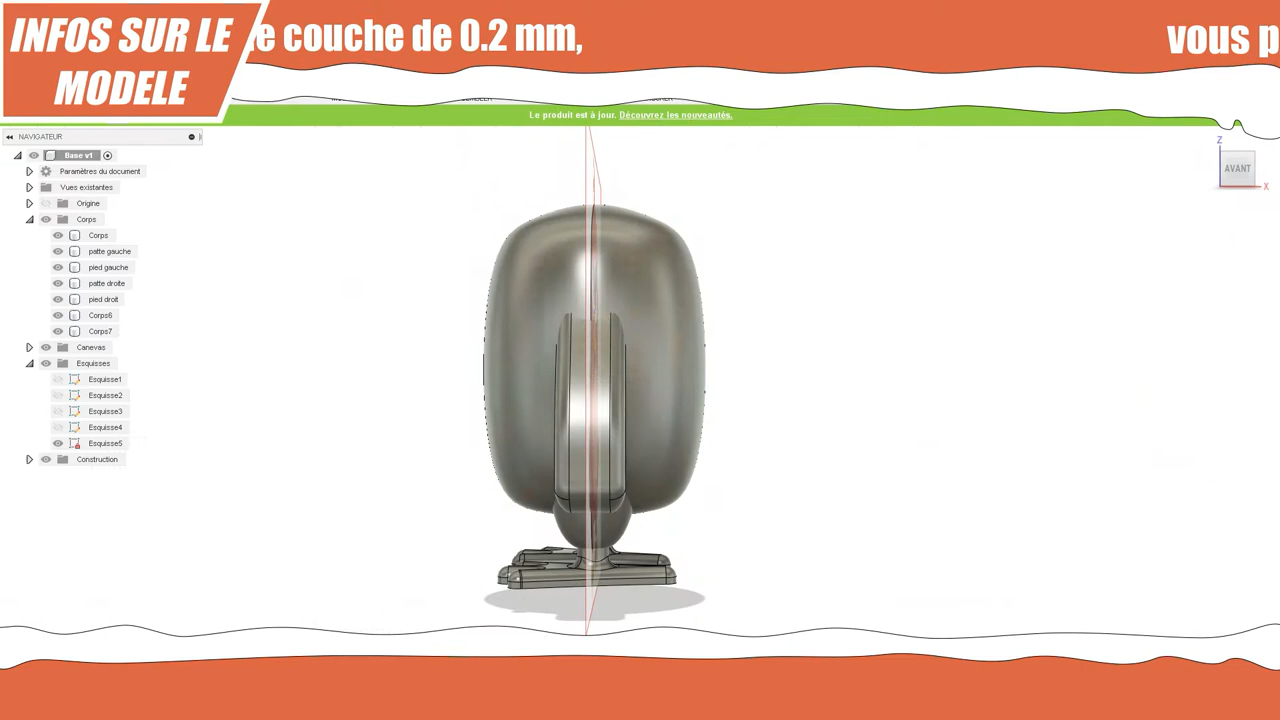 INFOS SUR LE
MODELE
e couche de 0.2 mm,
vous p
Le produit est à jour. Découvrez les nouveautés.
NAVIGATEUR
Base v1
Paramètres du document
Vues existantes
Origine
Corps
Corps
patte gauche
pied gauche
patte droite
pied droit
Corps6
Corps7
Canevas
Esquisses
Esquisse1
Esquisse2
Esquisse3
Esquisse4
Esquisse5
Construction
Z
AVANT
X